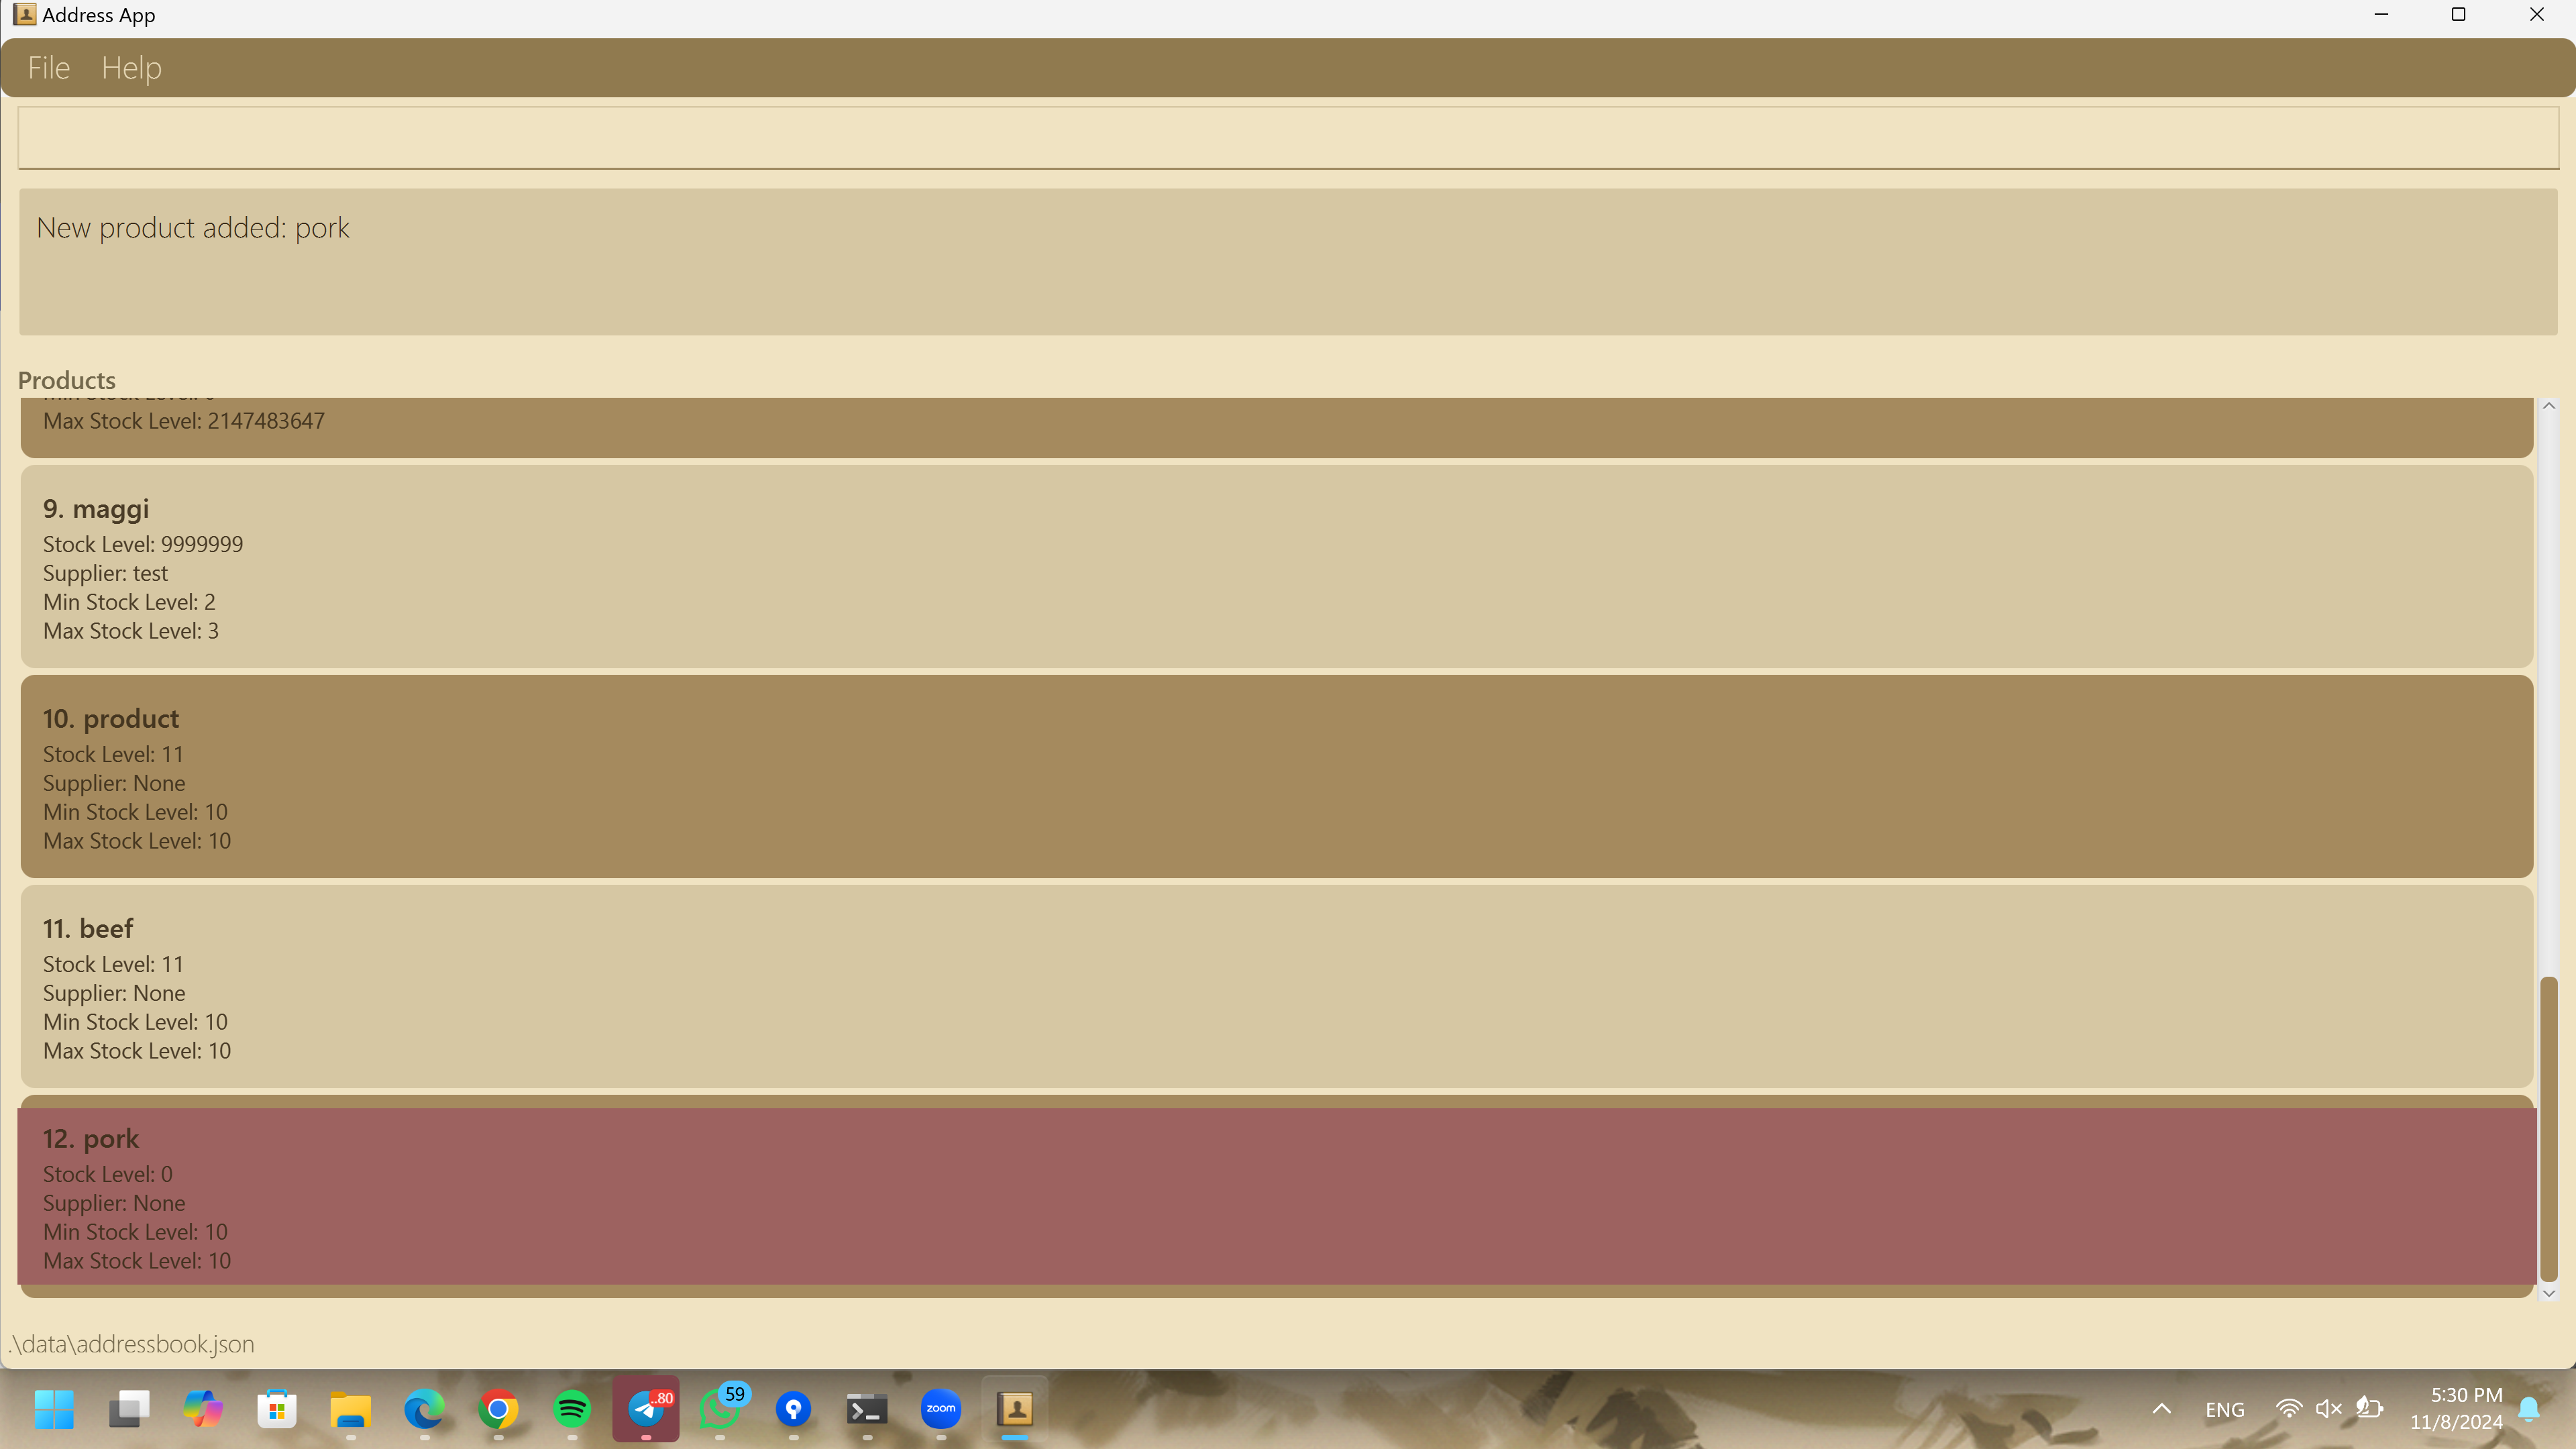 Address App
File Help
New product added: pork
Products
Max Stock Level: 2147483647
9. maggi
Stock Level: 9999999
Supplier: test
Min Stock Level: 2
Max Stock Level: 3
10. product
Stock Level: 11
Supplier: None
Min Stock Level: 10
Max Stock Level: 10
11. beef
Stock Level: 11
Supplier: None
Min Stock Level: 10
Max Stock Level: 10
12. pork
Stock Level: 0
Supplier: None
Min Stock Level: 10
Max Stock Level: 10
.\data\addressbook.json
..80
59
zoom
ENG
5:30 PM
11/8/2024